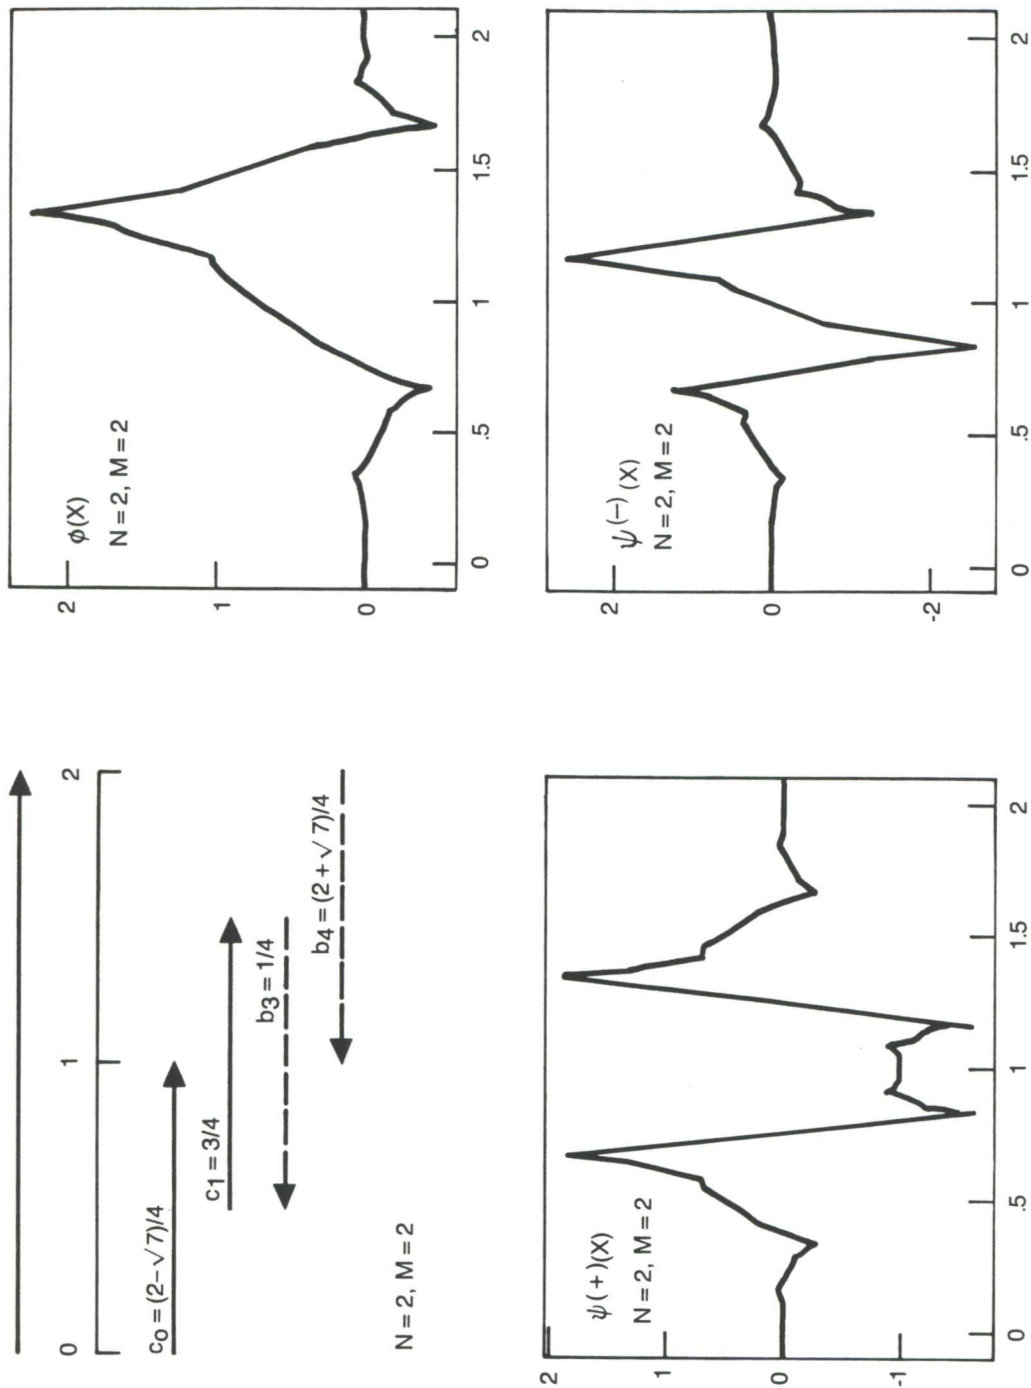 0 1 2
c₀ = (2-√7)/4
c₁ = 3/4
b₃ = 1/4
b₄ = (2+√7)/4
N = 2, M = 2
2
1
0
φ(X)
N = 2, M = 2
0 .5 1 1.5 2
2
1
0
-1
ψ(+)(X)
N = 2, M = 2
0 .5 1 1.5 2
2
0
-2
ψ(-)(X)
N = 2, M = 2
0 .5 1 1.5 2